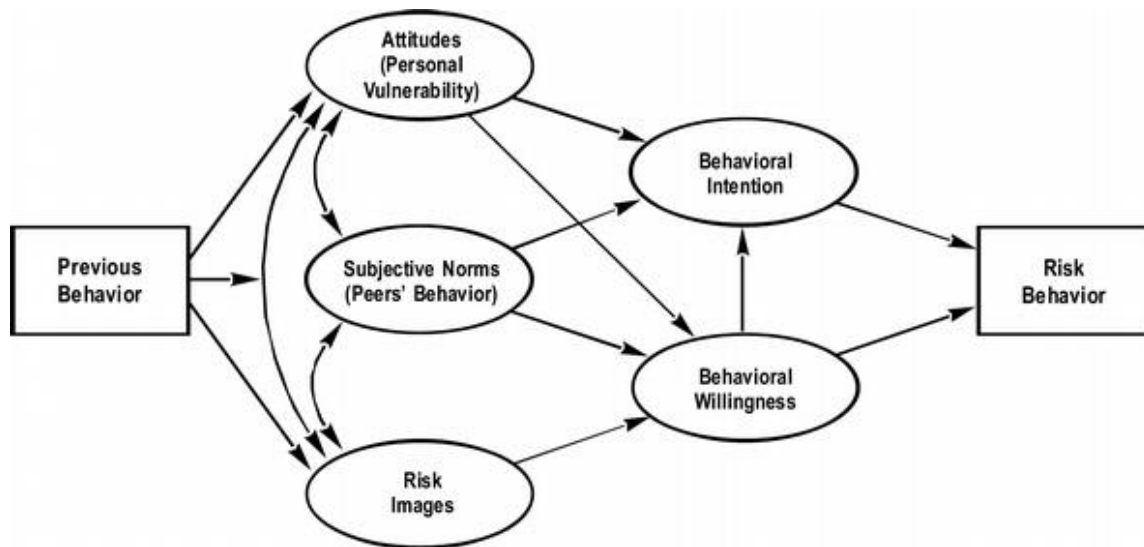 Attitudes
(Personal
Vulnerability)
Behavioral
Intention
Previous
Behavior
Subjective Norms
(Peers' Behavior)
Risk
Behavior
Behavioral
Willingness
Risk
Images